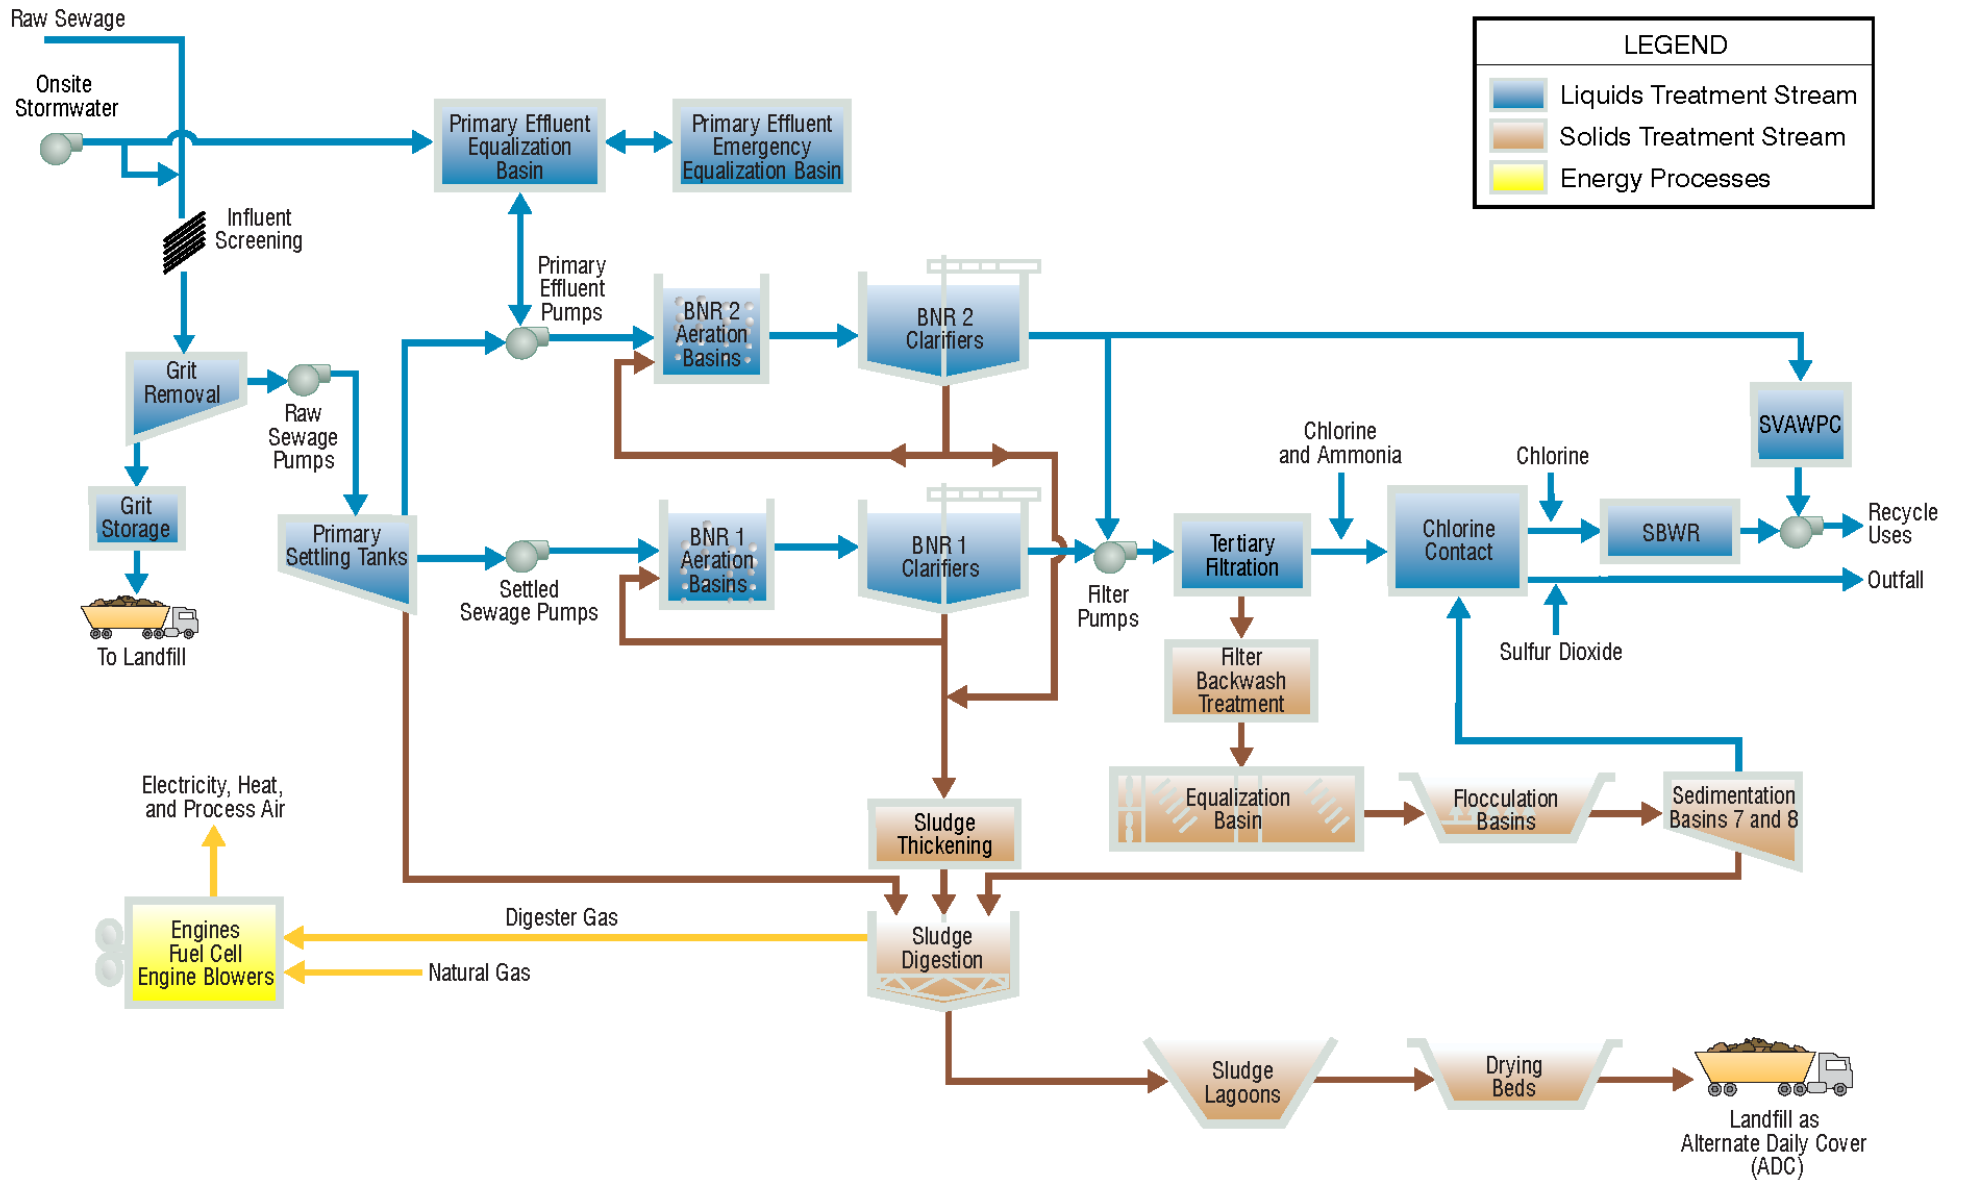 Raw Sewage
Onsite
Stormwater
Influent
Screening
Grit
Removal
Raw
Sewage
Pumps
Grit
Storage
To Landfill
Primary
Settling Tanks
Primary Effluent
Equalization
Basin
Primary Effluent
Emergency
Equalization Basin
Primary
Effluent
Pumps
BNR 2
Aeration
Basins
BNR 2
Clarifiers
Settled
Sewage Pumps
BNR 1
Aeration
Basins
BNR 1
Clarifiers
Filter
Pumps
Tertiary
Filtration
Chlorine
and Ammonia
Chlorine
Contact
Chlorine
SBWR
SVAWPC
Recycle
Uses
Outfall
Sulfur Dioxide
Filter
Backwash
Treatment
Equalization
Basin
Flocculation
Basins
Sedimentation
Basins 7 and 8
Sludge
Thickening
Sludge
Digestion
Digester Gas
Natural Gas
Electricity, Heat,
and Process Air
Engines
Fuel Cell
Engine Blowers
Sludge
Lagoons
Drying
Beds
Landfill as
Alternate Daily Cover
(ADC)
LEGEND
Liquids Treatment Stream
Solids Treatment Stream
Energy Processes